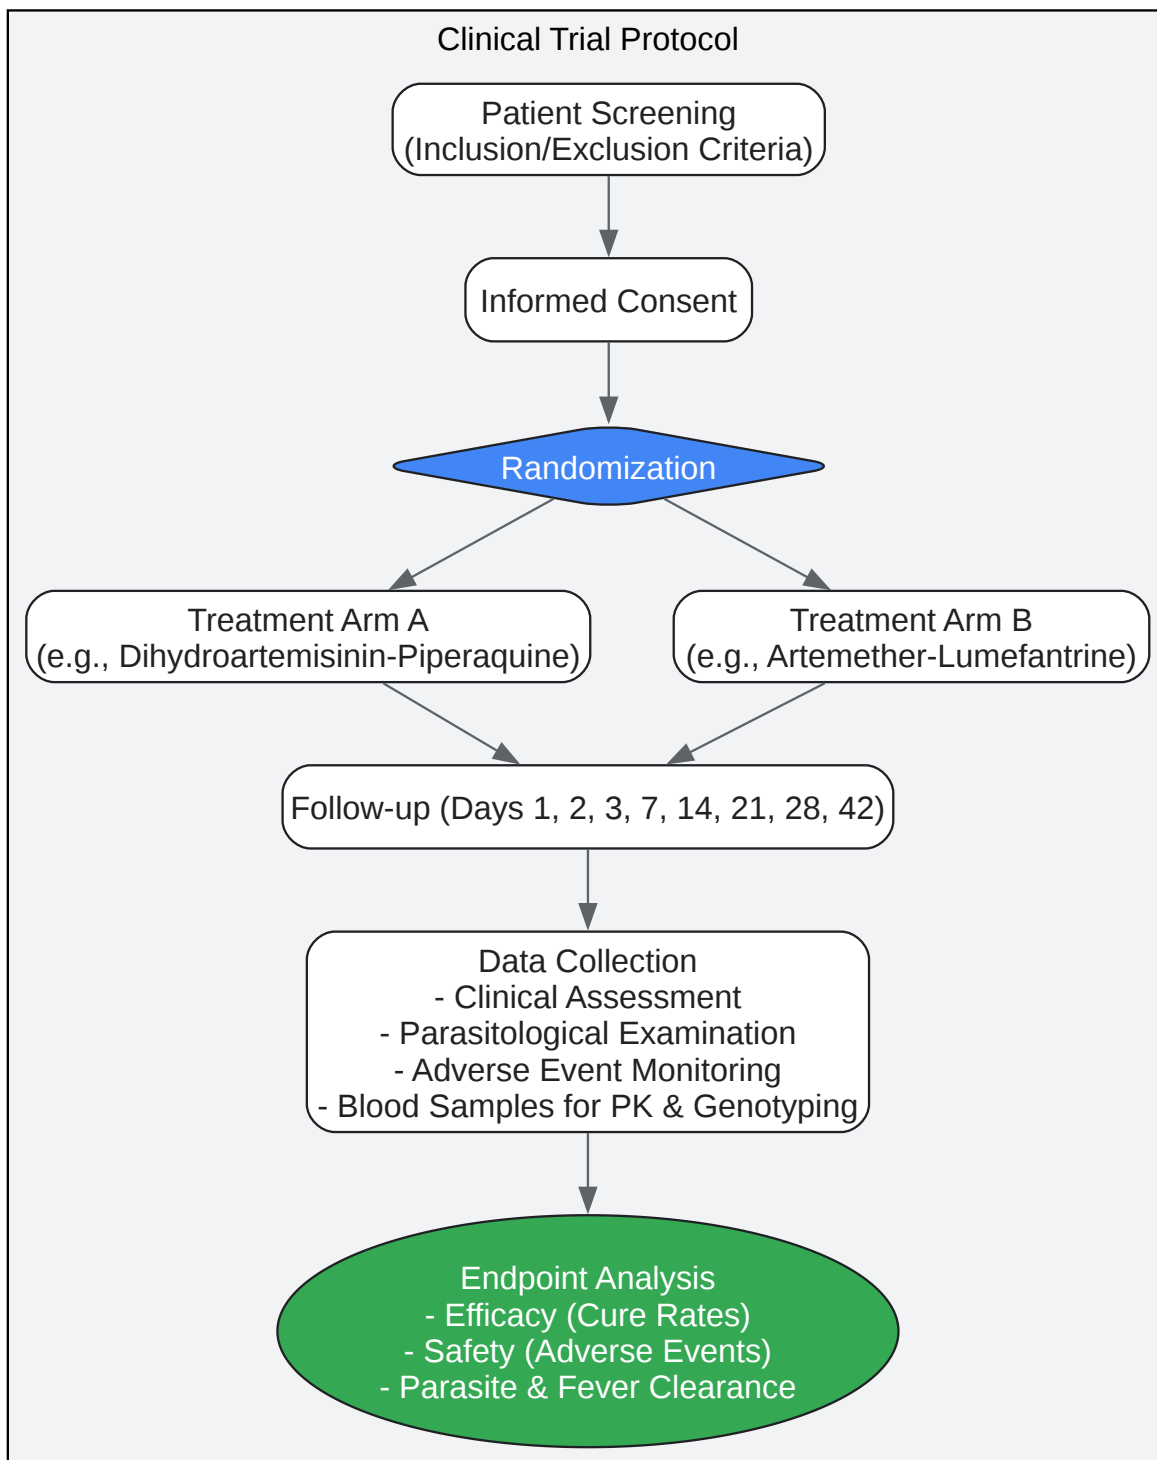 Clinical Trial Protocol
Patient Screening
(Inclusion/Exclusion Criteria)
Informed Consent
Randomization
Treatment Arm A
(e.g., Dihydroartemisinin-Piperaquine)
Treatment Arm B
(e.g., Artemether-Lumefantrine)
Follow-up (Days 1, 2, 3, 7, 14, 21, 28, 42)
Data Collection
- Clinical Assessment
- Parasitological Examination
- Adverse Event Monitoring
- Blood Samples for PK & Genotyping
Endpoint Analysis
- Efficacy (Cure Rates)
- Safety (Adverse Events)
- Parasite & Fever Clearance